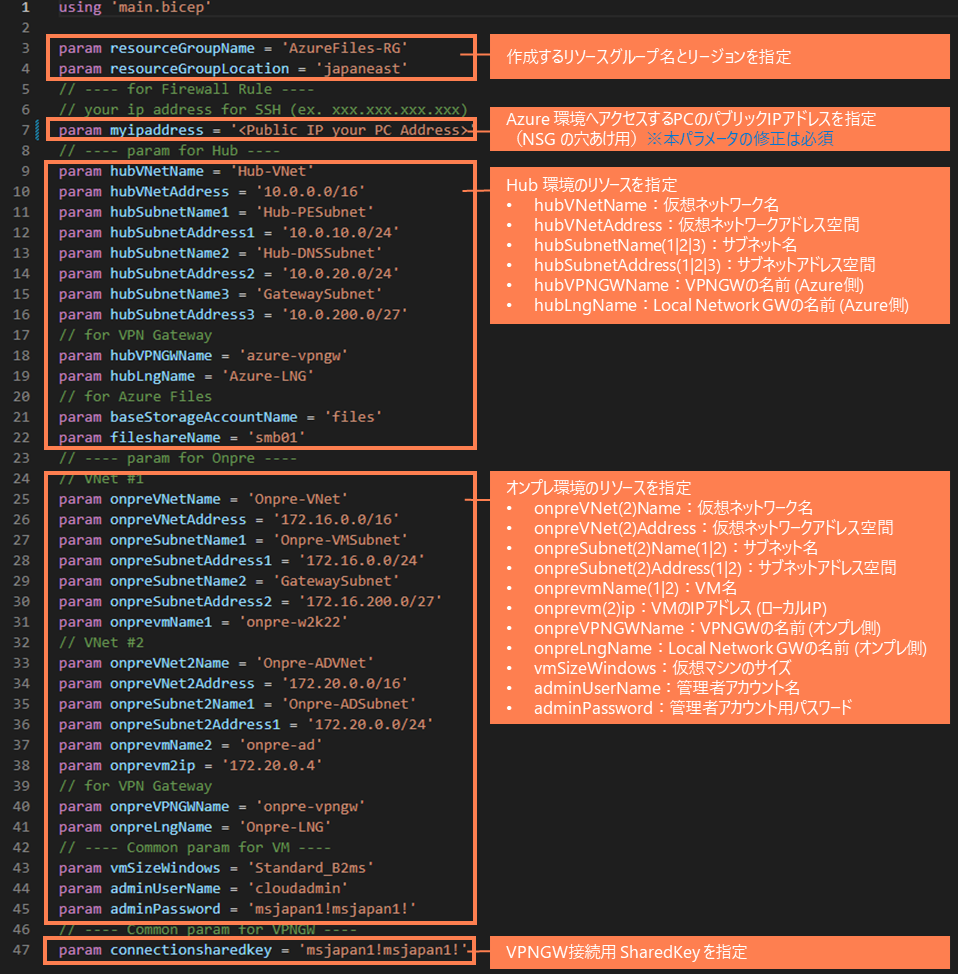 1 using 'main.bicep'
2
3 param resourceGroupName = 'AzureFiles-RG'
4 param resourceGroupLocation = 'japaneast'
作成するリソースグループ名とリージョンを指定
5 // ---- for Firewall Rule ----
6 // your ip address for SSH (ex. xxx.xxx.xxx.xxx)
7 param myipaddress = '<Public IP your PC Address>
Azure 環境へアクセスするPCのパブリックIPアドレスを指定
（NSG の穴あけ用）※本パラメータの修正は必須
8 // ---- param for Hub ----
9 param hubVNetName = 'Hub-VNet'
10 param hubVNetAddress = '10.0.0.0/16'
11 param hubSubnetName1 = 'Hub-PESubnet'
12 param hubSubnetAddress1 = '10.0.10.0/24'
13 param hubSubnetName2 = 'Hub-DNSSubnet'
14 param hubSubnetAddress2 = '10.0.20.0/24'
15 param hubSubnetName3 = 'GatewaySubnet'
16 param hubSubnetAddress3 = '10.0.200.0/27'
17 // for VPN Gateway
18 param hubVPNGWName = 'azure-vpngw'
19 param hubLngName = 'Azure-LNG'
20 // for Azure Files
21 param baseStorageAccountName = 'files'
22 param fileshareName = 'smb01'
Hub 環境のリソースを指定
• hubVNetName：仮想ネットワーク名
• hubVNetAddress：仮想ネットワークアドレス空間
• hubSubnetName(1|2|3)：サブネット名
• hubSubnetAddress(1|2|3)：サブネットアドレス空間
• hubVPNGWName：VPNGWの名前 (Azure側)
• hubLngName：Local Network GWの名前 (Azure側)
23 // ---- param for Onpre ----
24 // VNet #1
25 param onpreVNetName = 'Onpre-VNet'
26 param onpreVNetAddress = '172.16.0.0/16'
27 param onpreSubnetName1 = 'Onpre-VMSubnet'
28 param onpreSubnetAddress1 = '172.16.0.0/24'
29 param onpreSubnetName2 = 'GatewaySubnet'
30 param onpreSubnetAddress2 = '172.16.200.0/27'
31 param onprevmName1 = 'onpre-w2k22'
32 // VNet #2
33 param onpreVNet2Name = 'Onpre-ADVNet'
34 param onpreVNet2Address = '172.20.0.0/16'
35 param onpreSubnet2Name1 = 'Onpre-ADSubnet'
36 param onpreSubnet2Address1 = '172.20.0.0/24'
37 param onprevmName2 = 'onpre-ad'
38 param onprevm2ip = '172.20.0.4'
39 // for VPN Gateway
40 param onpreVPNGWName = 'onpre-vpngw'
41 param onpreLngName = 'Onpre-LNG'
42 // ---- Common param for VM ----
43 param vmSizeWindows = 'Standard_B2ms'
44 param adminUserName = 'cloudadmin'
45 param adminPassword = 'msjapan1!msjapan1!'
オンプレ環境のリソースを指定
• onpreVNet(2)Name：仮想ネットワーク名
• onpreVNet(2)Address：仮想ネットワークアドレス空間
• onpreSubnet(2)Name(1|2)：サブネット名
• onpreSubnet(2)Address(1|2)：サブネットアドレス空間
• onprevmName(1|2)：VM名
• onprevm(2)ip：VMのIPアドレス (ローカルIP)
• onpreVPNGWName：VPNGWの名前 (オンプレ側)
• onpreLngName：Local Network GWの名前 (オンプレ側)
• vmSizeWindows：仮想マシンのサイズ
• adminUserName：管理者アカウント名
• adminPassword：管理者アカウント用パスワード
46 // ---- Common param for VPNGW ----
47 param connectionsharedkey = 'msjapan1!msjapan1!'
VPNGW接続用 SharedKey を指定